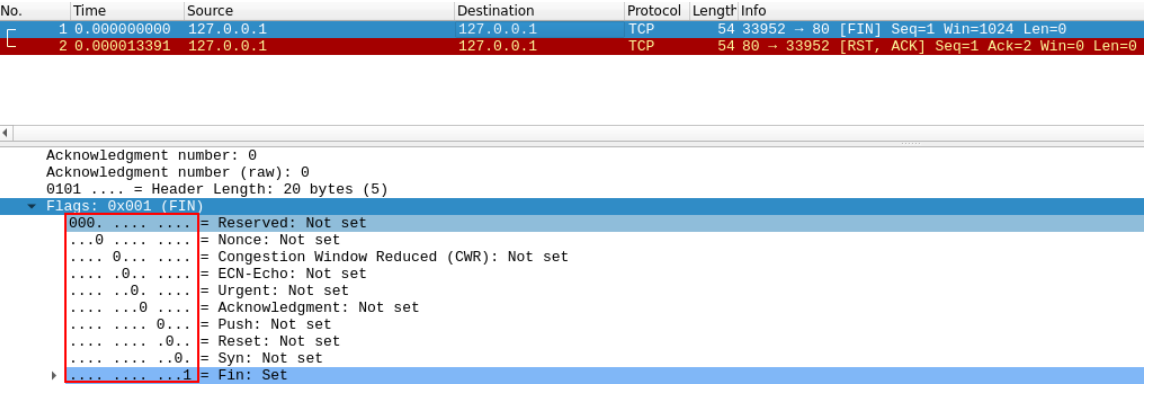 No. Time Source Destination Protocol Length Info
1 0.000000000 127.0.0.1 127.0.0.1 TCP 54 33952 → 80 [FIN] Seq=1 Win=1024 Len=0
2 0.000013391 127.0.0.1 127.0.0.1 TCP 54 80 → 33952 [RST, ACK] Seq=1 Ack=2 Win=0 Len=0
Acknowledgment number: 0
Acknowledgment number (raw): 0
0101 .... = Header Length: 20 bytes (5)
Flags: 0x001 (FIN)
000. .... .... = Reserved: Not set
...0 .... .... = Nonce: Not set
.... 0... .... = Congestion Window Reduced (CWR): Not set
.... .0.. .... = ECN-Echo: Not set
.... ..0. .... = Urgent: Not set
.... ...0 .... = Acknowledgment: Not set
.... .... 0... = Push: Not set
.... .... .0.. = Reset: Not set
.... .... ..0. = Syn: Not set
.... .... ...1 = Fin: Set